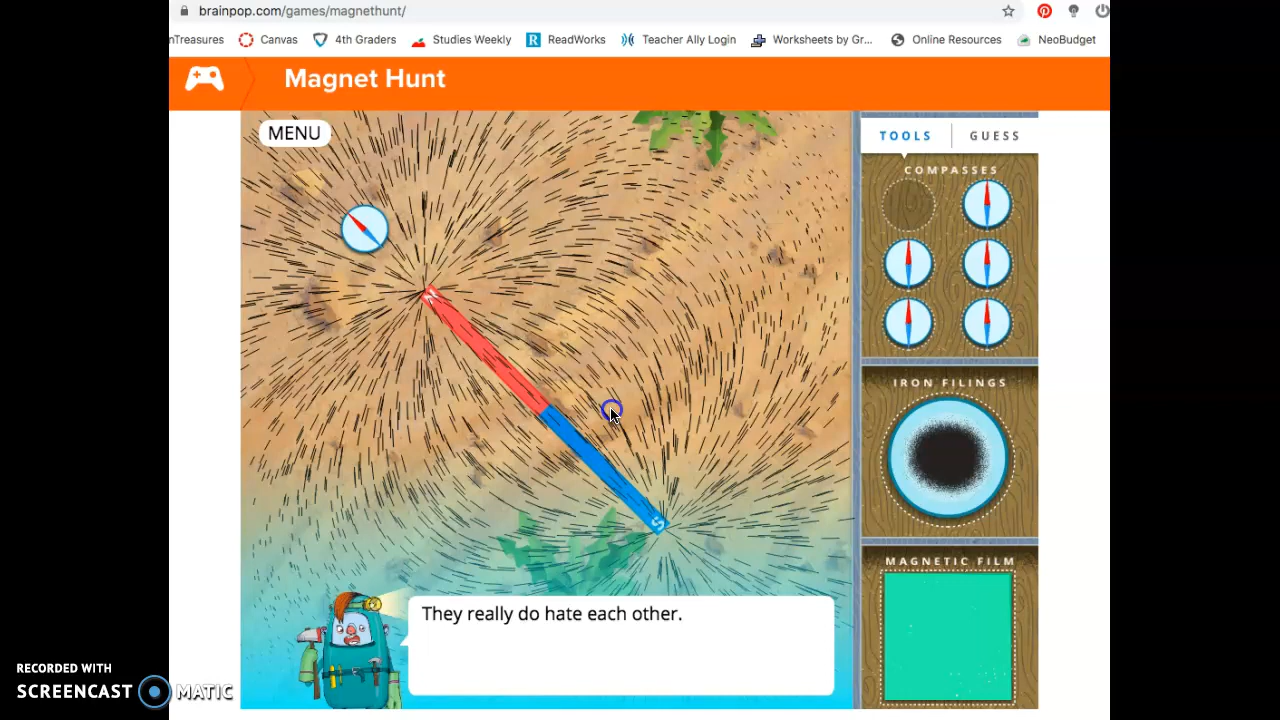 brainpop.com/games/magnethunt/
nTreasures Canvas 4th Graders Studies Weekly R ReadWorks Teacher Ally Login Worksheets by Gr... Online Resources NeoBudget
Magnet Hunt
MENU
TOOLS GUESS
COMPASSES
N
S
IRON FILINGS
MAGNETIC FILM
They really do hate each other.
RECORDED WITH
SCREENCAST MATIC